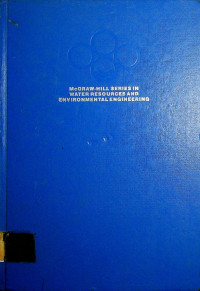 McGRAW-HILL SERIES IN
WATER RESOURCES AND
ENVIRONMENTAL ENGINEERING